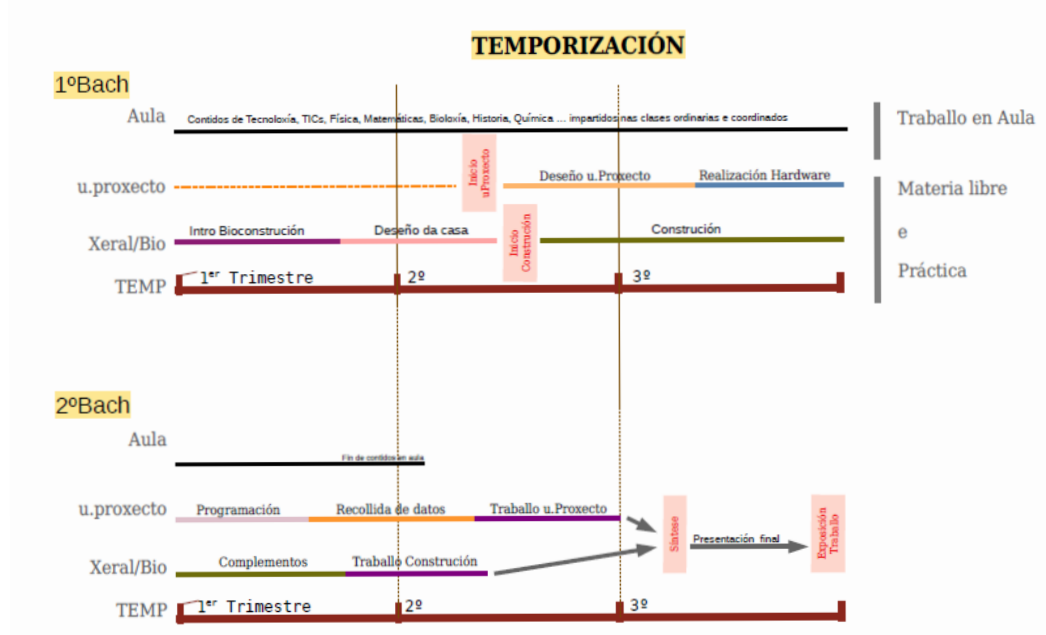 TEMPORIZACIÓN
1ºBach
Aula
Contidos de Tecnoloxía, TICs, Física, Matemáticas, Bioloxía, Historia, Química ... impartidos nas clases ordinarias e coordinados
Traballo en Aula
u.proxecto
Inicio
uProxecto
Deseño u.Proxecto
Realización Hardware
Materia libre
e
Práctica
Xeral/Bio
Intro Bioconstrución
Deseño da casa
Inicio
Construción
Construción
TEMP
1er Trimestre
2º
3º
2ºBach
Aula
Fin de contidos en aula
u.proxecto
Programación
Recollida de datos
Traballo u.Proxecto
Síntese
Presentación final
Exposición
Traballo
Xeral/Bio
Complementos
Traballo Construción
TEMP
1er Trimestre
2º
3º